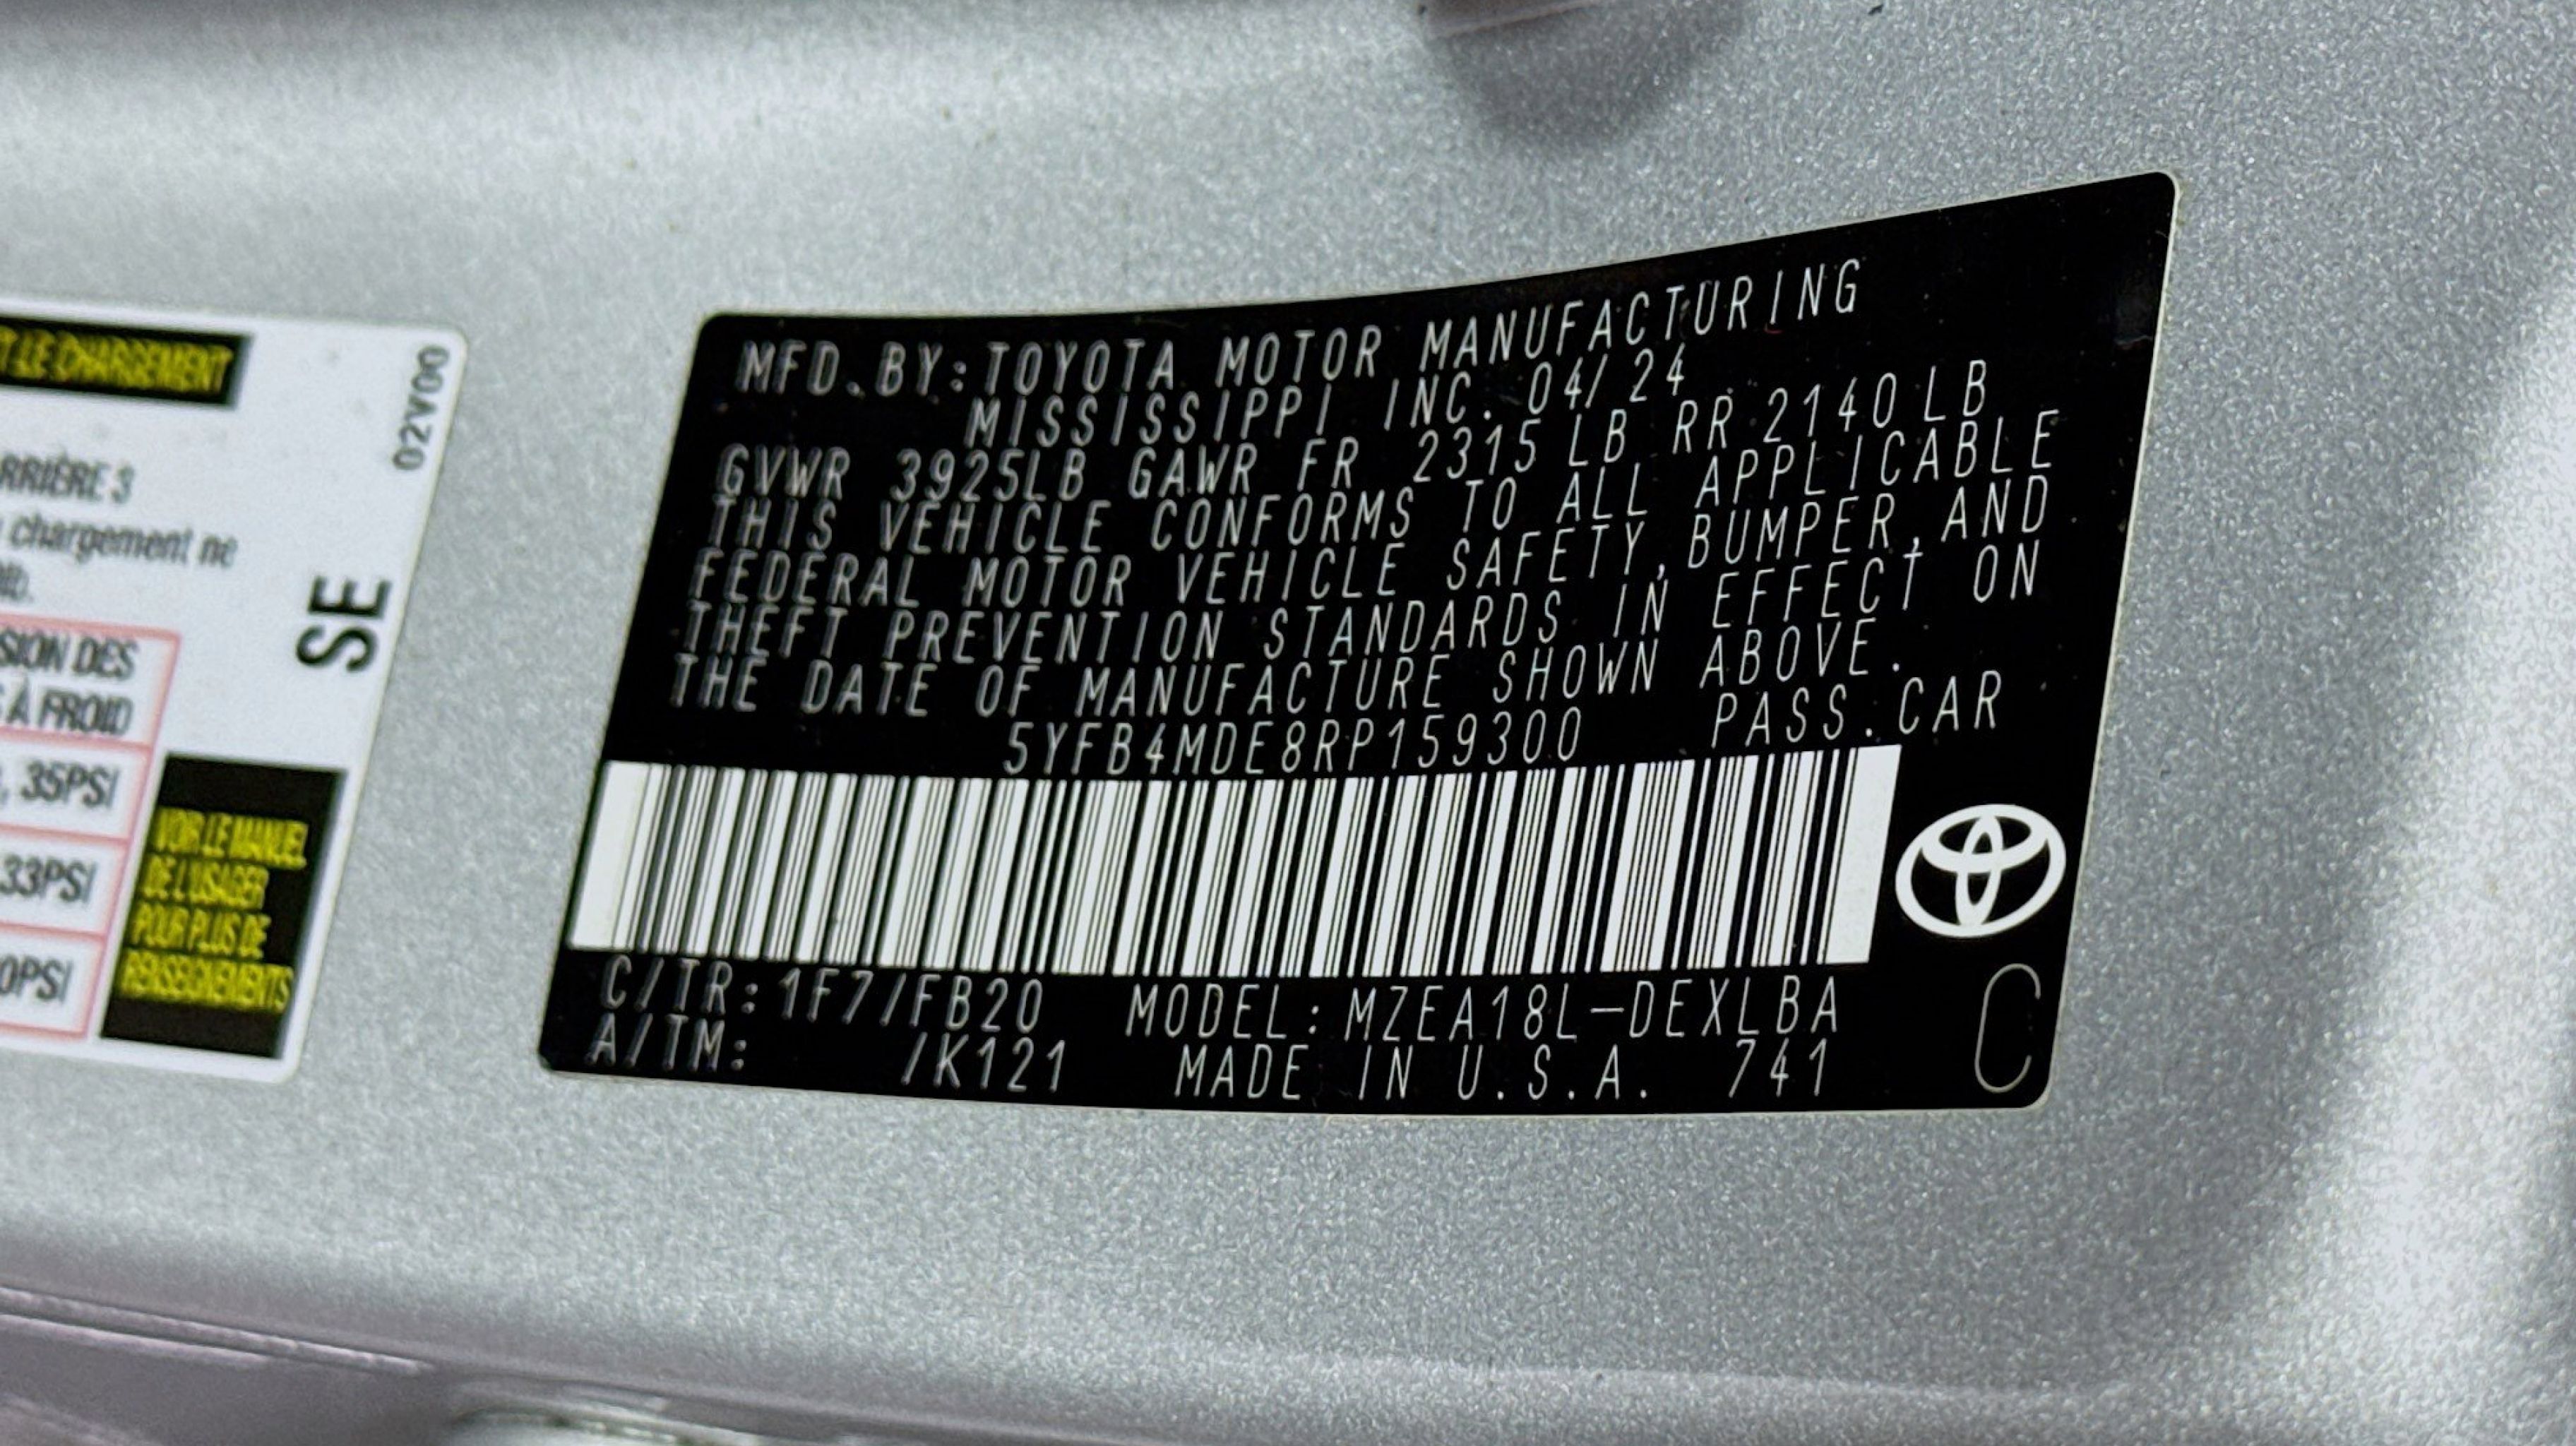 T LE CHARGEMENT
02V00
RRIÈRE 3
chargement ne
SE
SION DES
À FROID
, 35PSI
33PSI
0PSI
VOIR LE MANUEL
DE L'USAGER
POUR PLUS DE
RENSEIGNEMENTS
MFD.BY:TOYOTA MOTOR MANUFACTURING
MISSISSIPPI INC. 04/24
GVWR 3925LB GAWR FR 2315LB RR 2140LB
THIS VEHICLE CONFORMS TO ALL APPLICABLE
FEDERAL MOTOR VEHICLE SAFETY,BUMPER,AND
THEFT PREVENTION STANDARDS IN EFFECT ON
THE DATE OF MANUFACTURE SHOWN ABOVE.
5YFB4MDE8RP159300 PASS.CAR
C/TR:1F7/FB20 MODEL:MZEA18L-DEXLBA
A/TM: /K121 MADE IN U.S.A. 741
C